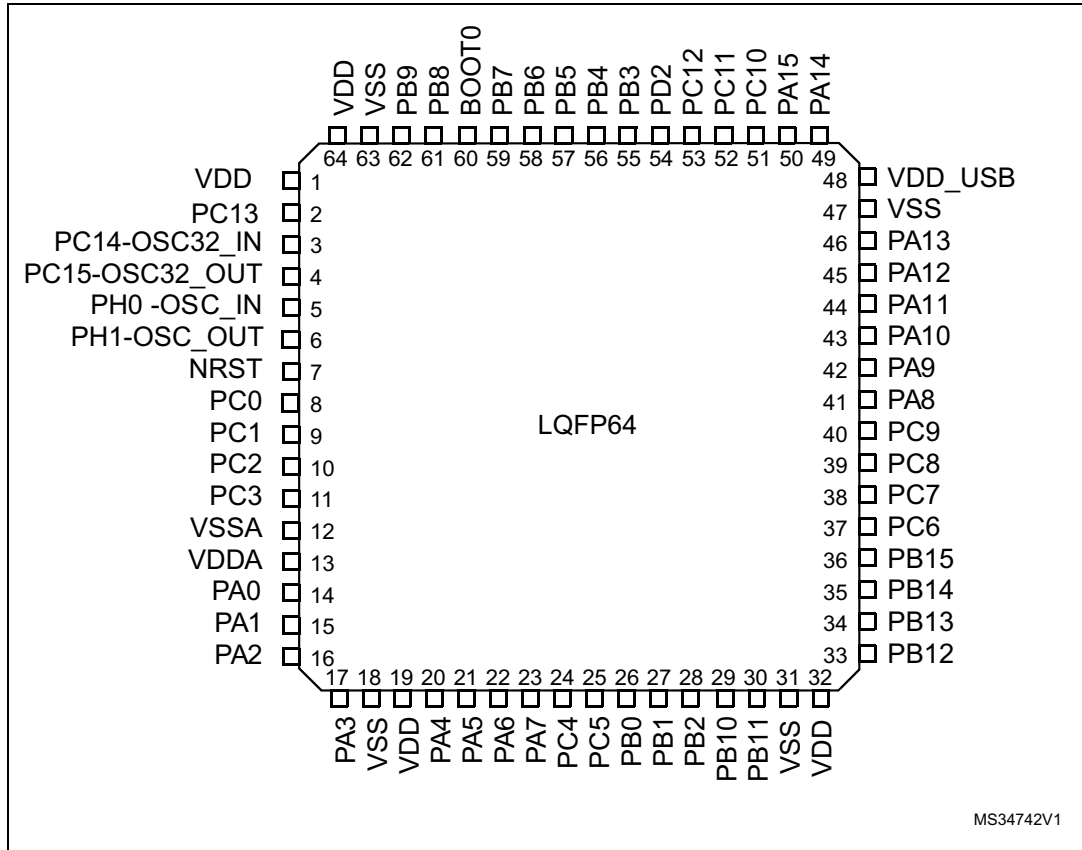 VDD
VSS
PB9
PB8
BOOT0
PB7
PB6
PB5
PB4
PB3
PD2
PC12
PC11
PC10
PA15
PA14
64 63 62 61 60 59 58 57 56 55 54 53 52 51 50 49
VDD 1
PC13 2
PC14-OSC32_IN 3
PC15-OSC32_OUT 4
PH0 -OSC_IN 5
PH1-OSC_OUT 6
NRST 7
PC0 8
PC1 9
PC2 10
PC3 11
VSSA 12
VDDA 13
PA0 14
PA1 15
PA2 16
LQFP64
48 VDD_USB
47 VSS
46 PA13
45 PA12
44 PA11
43 PA10
42 PA9
41 PA8
40 PC9
39 PC8
38 PC7
37 PC6
36 PB15
35 PB14
34 PB13
33 PB12
17 18 19 20 21 22 23 24 25 26 27 28 29 30 31 32
PA3
VSS
VDD
PA4
PA5
PA6
PA7
PC4
PC5
PB0
PB1
PB2
PB10
PB11
VSS
VDD
MS34742V1